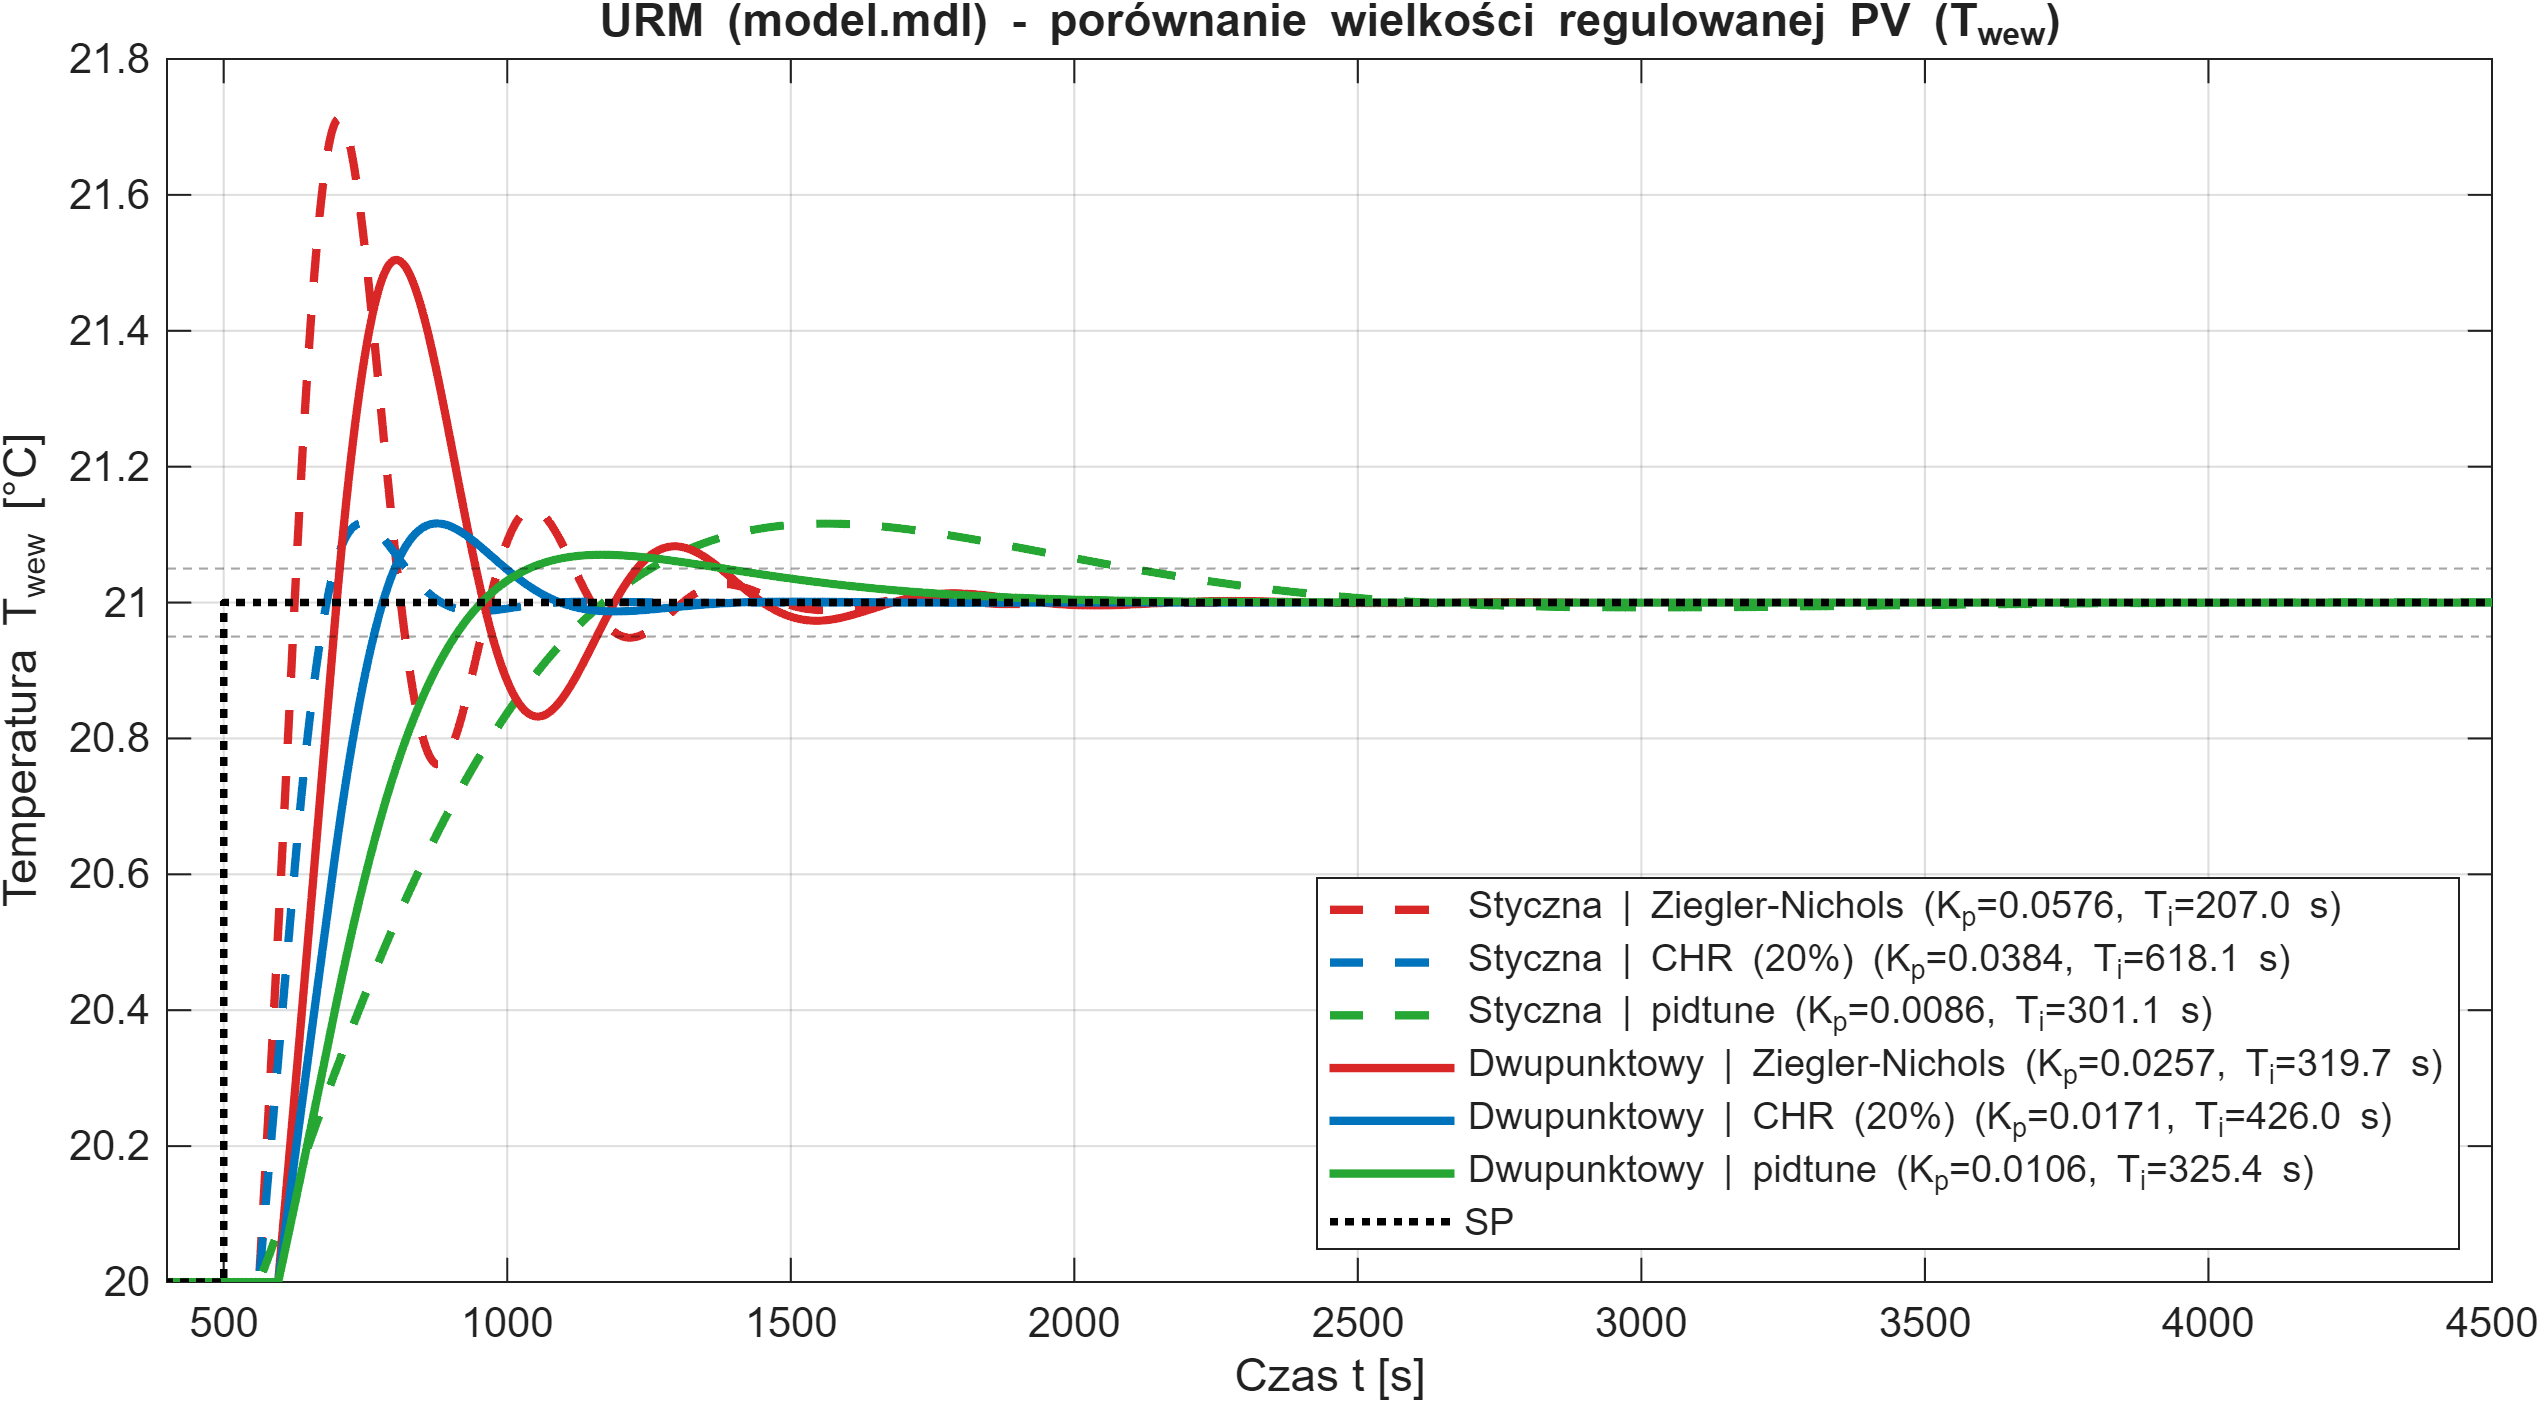 URM (model.mdl) - porównanie wielkości regulowanej PV (Twew)
Temperatura Twew [°C]
21.8
21.6
21.4
21.2
21
20.8
20.6
20.4
20.2
20
Styczna | Ziegler-Nichols (Kp=0.0576, Ti=207.0 s)
Styczna | CHR (20%) (Kp=0.0384, Ti=618.1 s)
Styczna | pidtune (Kp=0.0086, Ti=301.1 s)
Dwupunktowy | Ziegler-Nichols (Kp=0.0257, Ti=319.7 s)
Dwupunktowy | CHR (20%) (Kp=0.0171, Ti=426.0 s)
Dwupunktowy | pidtune (Kp=0.0106, Ti=325.4 s)
SP
500 1000 1500 2000 2500 3000 3500 4000 4500
Czas t [s]